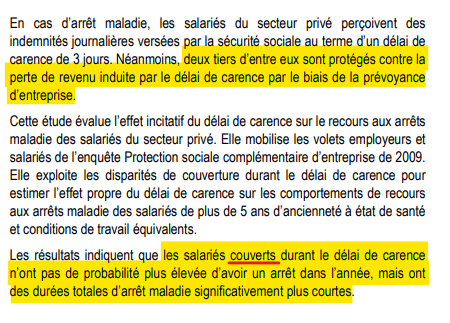 En cas d’arrêt maladie, les salariés du secteur privé perçoivent des
indemnités journalières versées par la sécurité sociale au terme d’un délai de
carence de 3 jours. Néanmoins, deux tiers d’entre eux sont protégés contre la
perte de revenu induite par le délai de carence par le biais de la prévoyance
d’entreprise.
Cette étude évalue l’effet incitatif du délai de carence sur le recours aux arrêts
maladie des salariés du secteur privé. Elle mobilise les volets employeurs et
salariés de l’enquête Protection sociale complémentaire d’entreprise de 2009.
Elle exploite les disparités de couverture durant le délai de carence pour
estimer l’effet propre du délai de carence sur les comportements de recours
aux arrêts maladie des salariés de plus de 5 ans d’ancienneté à état de santé
et conditions de travail équivalents.
Les résultats indiquent que les salariés couverts durant le délai de carence
n’ont pas de probabilité plus élevée d’avoir un arrêt dans l’année, mais ont
des durées totales d’arrêt maladie significativement plus courtes.